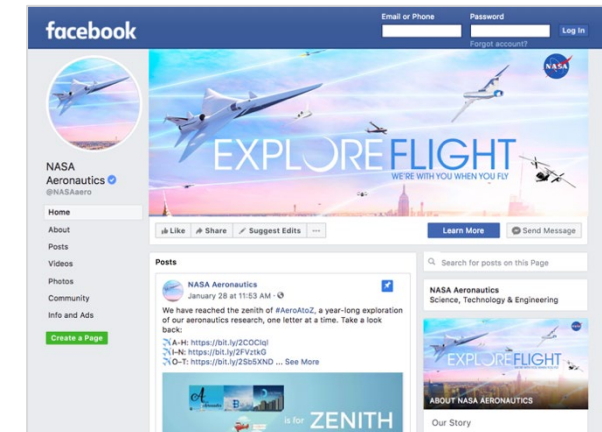 facebook
Email or Phone
Password
Log In
Forgot account?
NASA
EXPLORE FLIGHT
WE'RE WITH YOU WHEN YOU FLY
NASA
Aeronautics
@NASAaero
Home
About
Posts
Videos
Photos
Community
Info and Ads
Create a Page
Like
Share
Suggest Edits
...
Learn More
Send Message
Posts
NASA Aeronautics
January 28 at 11:53 AM ·
We have reached the zenith of #AeroAtoZ, a year-long exploration
of our aeronautics research, one letter at a time. Take a look
back:
A-H: https://bit.ly/2COClqI
I-N: https://bit.ly/2FVztkG
O-T: https://bit.ly/2Sb5XND ... See More
A
B
is for ZENITH
Search for posts on this Page
NASA Aeronautics
Science, Technology & Engineering
EXPLORE FLIGHT
ABOUT NASA AERONAUTICS
Our Story